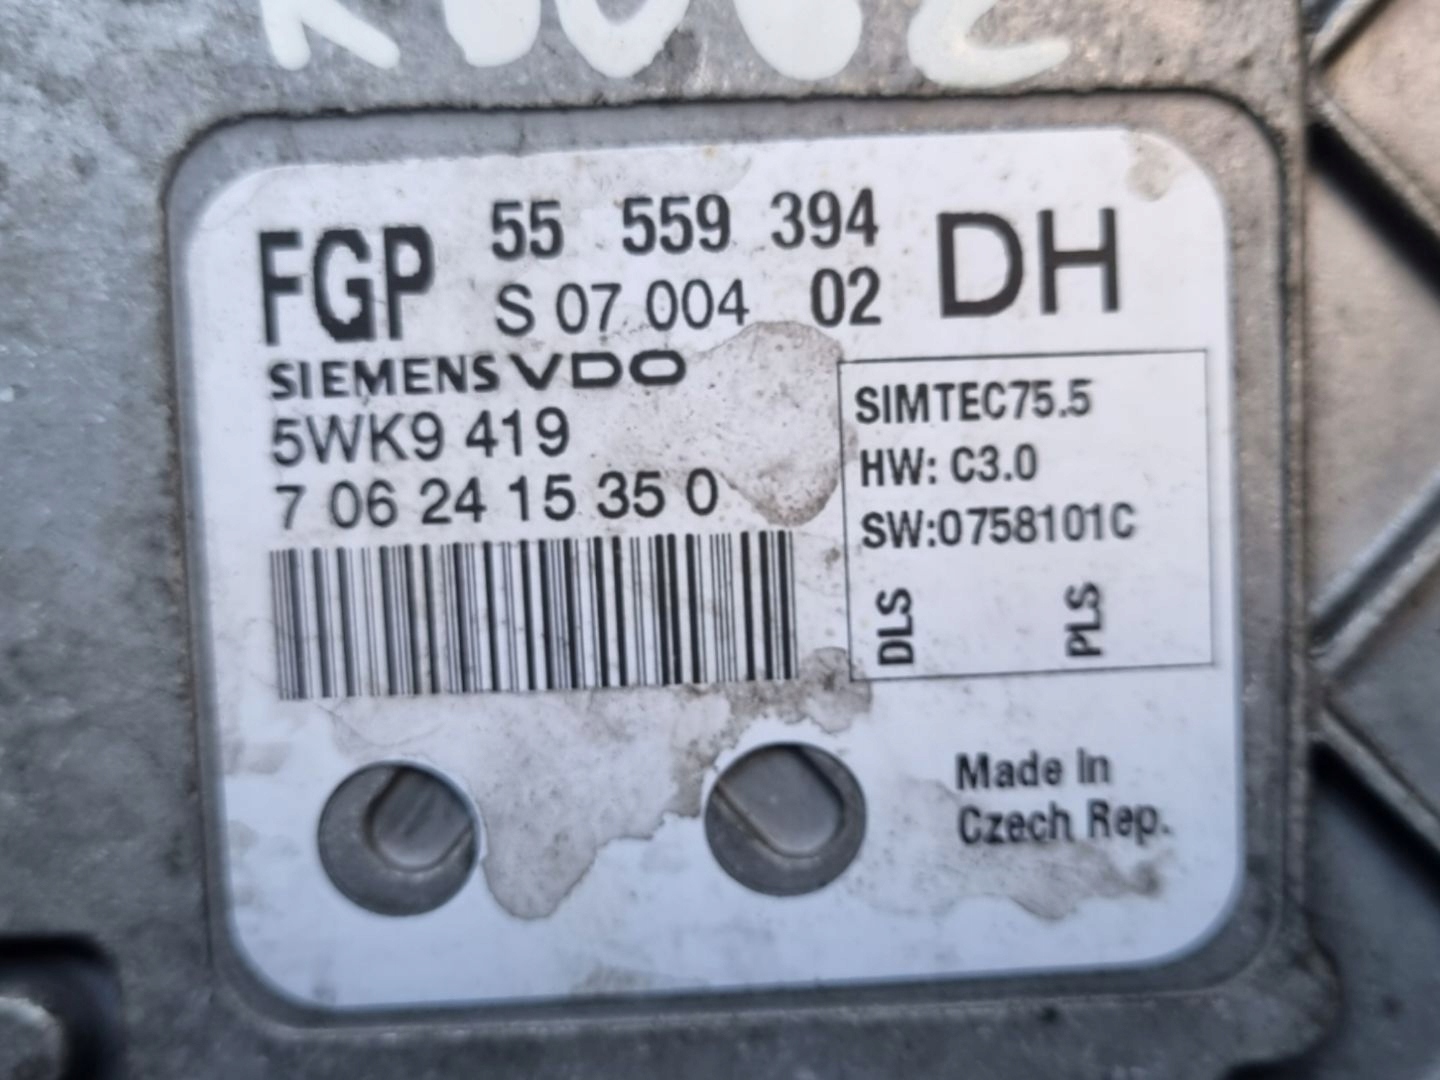 FGP 55 559 394 DH
S 07 004 02
SIEMENS VDO
5WK9 419
7 06 24 15 35 0
SIMTEC75.5
HW: C3.0
SW:0758101C
DLS PLS
Made In
Czech Rep.